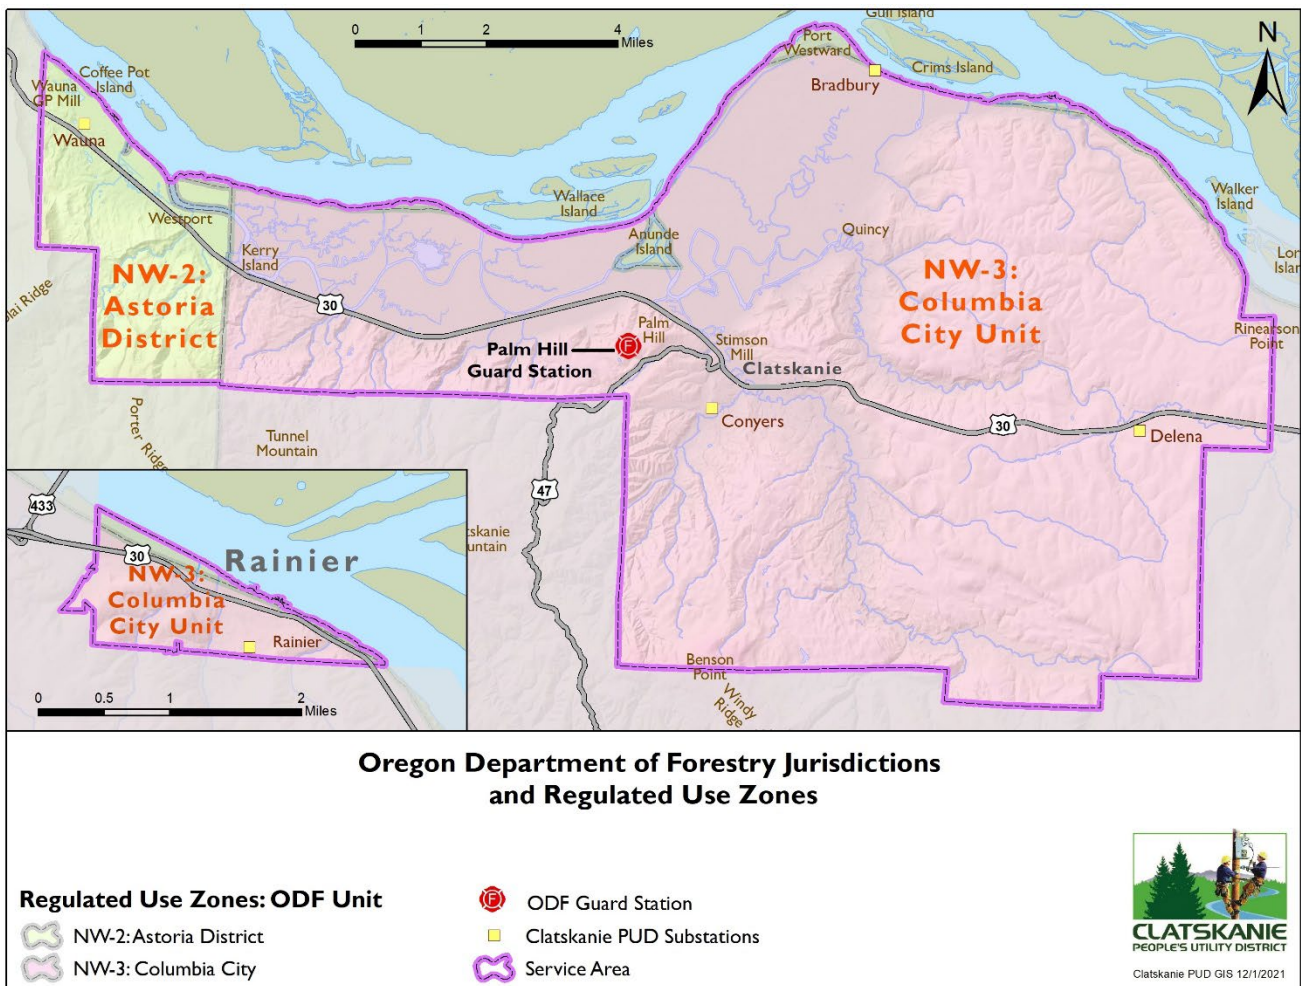 Gull Island
0 1 2 4
Miles
N
Port
Westward
Coffee Pot
Island
Wauna
GP Mill
Wauna
Bradbury
Crims Island
Walker
Island
Wallace
Island
Westport
Kerry
Island
Anunde
Island
Quincy
NW-2:
Astoria
District
NW-3:
Columbia
City Unit
30
Palm
Hill
Palm Hill
Guard Station
F
Stimson
Mill
Clatskanie
Rinearson
Point
Conyers
30
Delena
Porter Ridge
Tunnel
Mountain
47
Benson
Point
Windy
Ridge
433
30
Rainier
NW-3:
Columbia
City Unit
Rainier
0 0.5 1 2
Miles
Oregon Department of Forestry Jurisdictions
and Regulated Use Zones
Regulated Use Zones: ODF Unit
NW-2: Astoria District
NW-3: Columbia City
F ODF Guard Station
Clatskanie PUD Substations
Service Area
CLATSKANIE
PEOPLE'S UTILITY DISTRICT
Clatskanie PUD GIS 12/1/2021